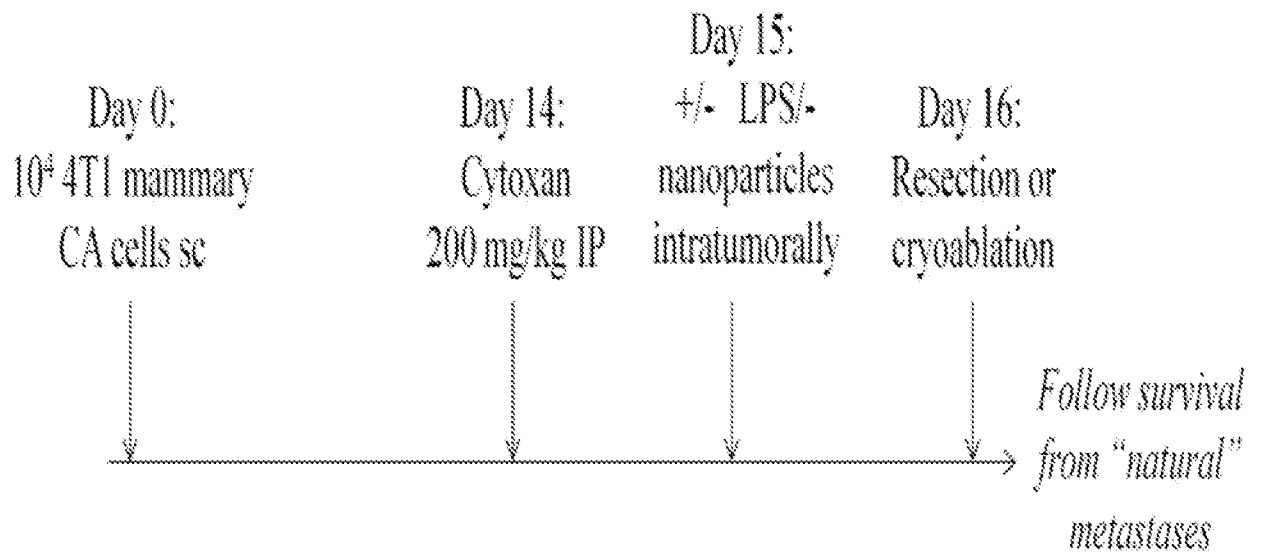 Day 0:
10⁴ 4T1 mammary
CA cells sc
Day 14:
Cytoxan
200 mg/kg IP
Day 15:
+/- LPS/-
nanoparticles
intratumorally
Day 16:
Resection or
cryoablation
Follow survival
from “natural”
metastases